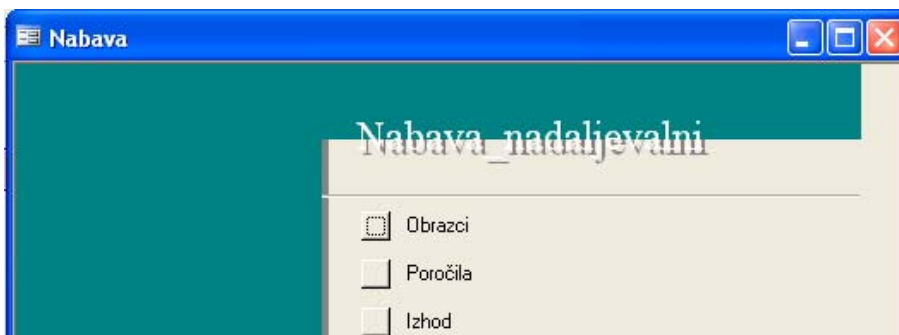 Nabava
Nabava_nadaljevalni
Obrazci
Poročila
Izhod